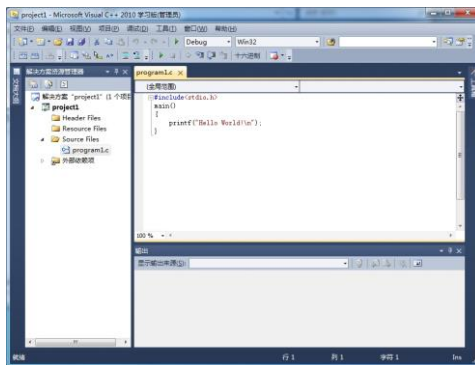 project1 - Microsoft Visual C++ 2010 学习版(管理员)
文件(F) 编辑(E) 视图(V) 项目(P) 调试(D) 工具(T) 窗口(W) 帮助(H)
Debug Win32
十六进制
解决方案资源管理器
解决方案"project1" (1 个项目
project1
Header Files
Resource Files
Source Files
program1.c
外部依赖项
program1.c
(全局范围)
#include<stdio.h>
main()
{
printf("Hello World!\n");
}
100 %
输出
显示输出来源(S):
就绪 行 1 列 1 字符 1 Ins